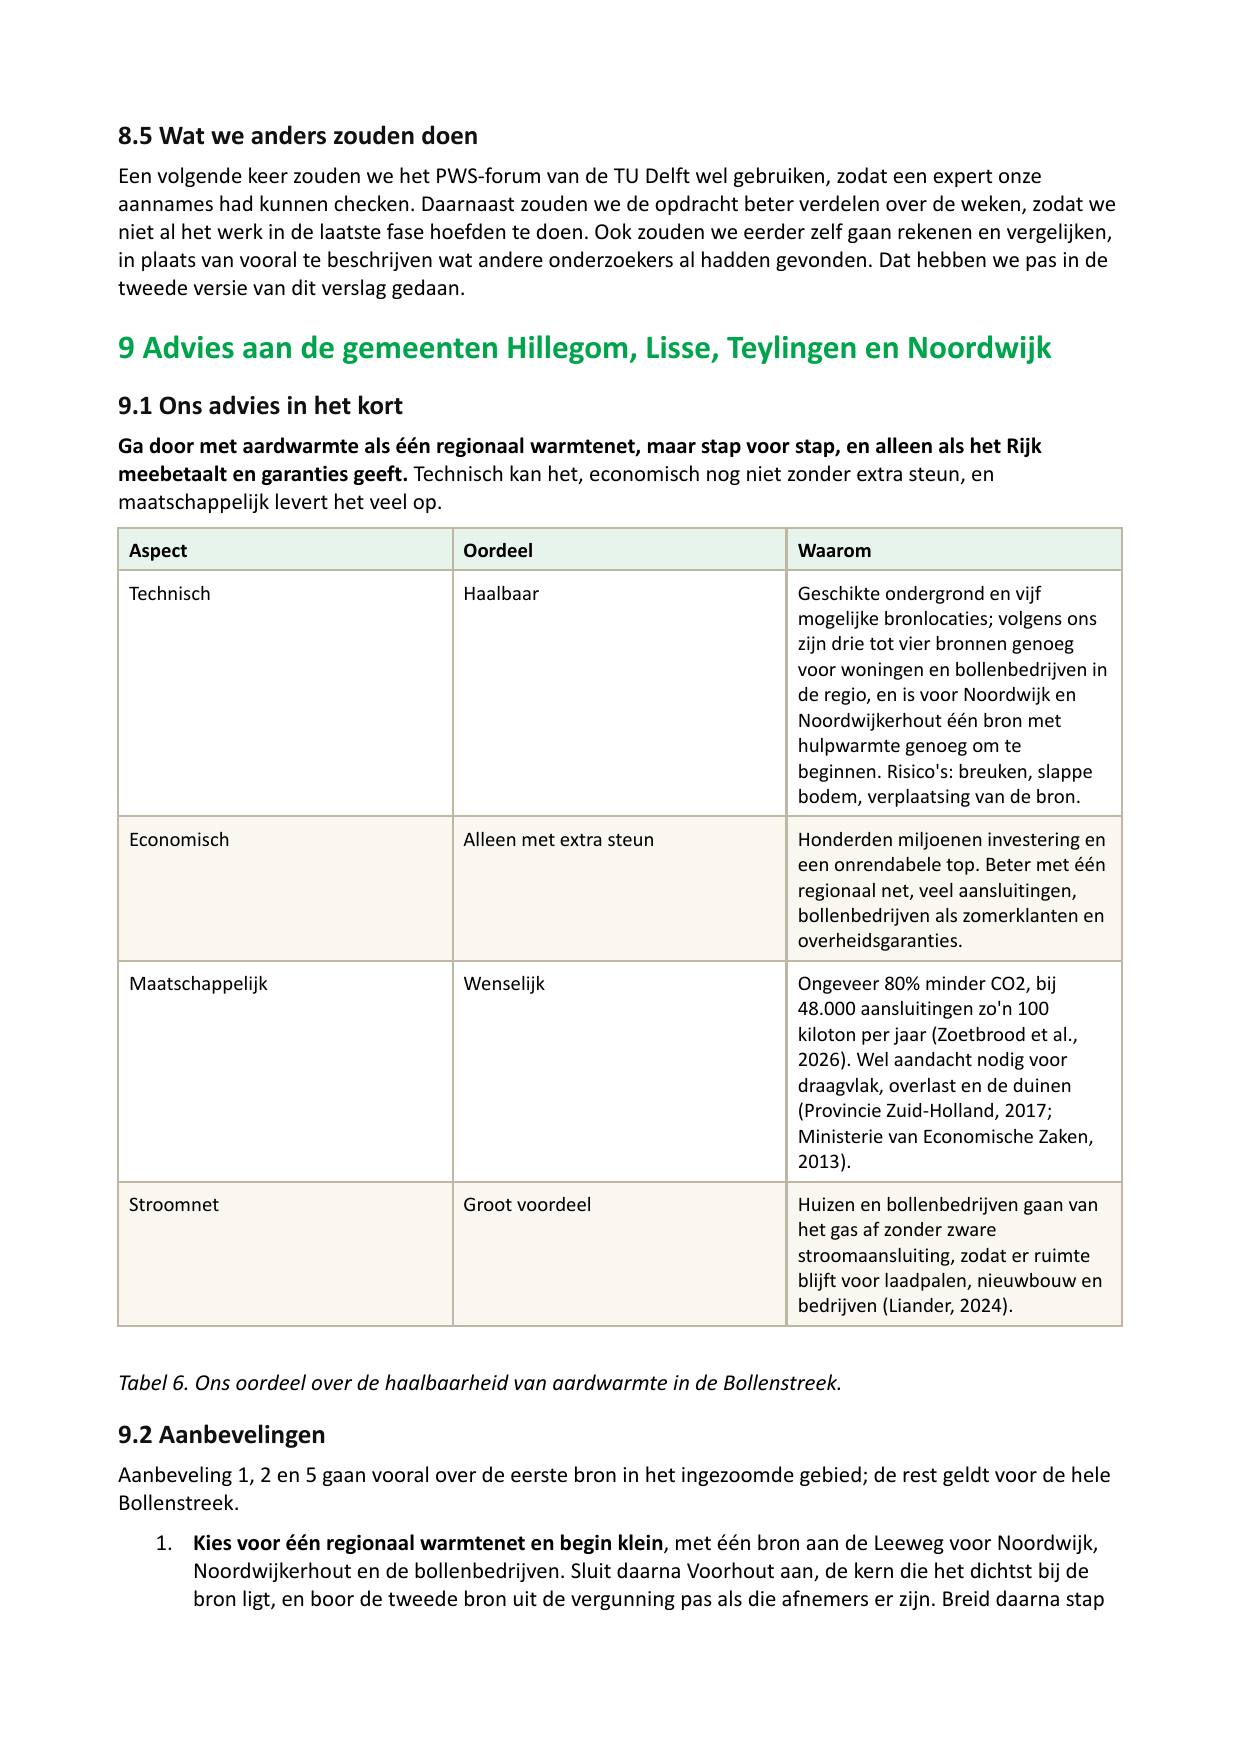 8.5 Wat we anders zouden doen
Een volgende keer zouden we het PWS-forum van de TU Delft wel gebruiken, zodat een expert onze
aannames had kunnen checken. Daarnaast zouden we de opdracht beter verdelen over de weken, zodat we
niet al het werk in de laatste fase hoefden te doen. Ook zouden we eerder zelf gaan rekenen en vergelijken,
in plaats van vooral te beschrijven wat andere onderzoekers al hadden gevonden. Dat hebben we pas in de
tweede versie van dit verslag gedaan.
9 Advies aan de gemeenten Hillegom, Lisse, Teylingen en Noordwijk
9.1 Ons advies in het kort
Ga door met aardwarmte als één regionaal warmtenet, maar stap voor stap, en alleen als het Rijk
meebetaalt en garanties geeft. Technisch kan het, economisch nog niet zonder extra steun, en
maatschappelijk levert het veel op.
Aspect
Oordeel
Waarom
Technisch
Haalbaar
Geschikte ondergrond en vijf
mogelijke bronlocaties; volgens ons
zijn drie tot vier bronnen genoeg
voor woningen en bollenbedrijven in
de regio, en is voor Noordwijk en
Noordwijkerhout één bron met
hulpwarmte genoeg om te
beginnen. Risico's: breuken, slappe
bodem, verplaatsing van de bron.
Economisch
Alleen met extra steun
Honderden miljoenen investering en
een onrendabele top. Beter met één
regionaal net, veel aansluitingen,
bollenbedrijven als zomerklanten en
overheidsgaranties.
Maatschappelijk
Wenselijk
Ongeveer 80% minder CO2, bij
48.000 aansluitingen zo'n 100
kiloton per jaar (Zoetbrood et al.,
2026). Wel aandacht nodig voor
draagvlak, overlast en de duinen
(Provincie Zuid-Holland, 2017;
Ministerie van Economische Zaken,
2013).
Stroomnet
Groot voordeel
Huizen en bollenbedrijven gaan van
het gas af zonder zware
stroomaansluiting, zodat er ruimte
blijft voor laadpalen, nieuwbouw en
bedrijven (Liander, 2024).
Tabel 6. Ons oordeel over de haalbaarheid van aardwarmte in de Bollenstreek.
9.2 Aanbevelingen
Aanbeveling 1, 2 en 5 gaan vooral over de eerste bron in het ingezoomde gebied; de rest geldt voor de hele
Bollenstreek.
1. Kies voor één regionaal warmtenet en begin klein, met één bron aan de Leeweg voor Noordwijk,
Noordwijkerhout en de bollenbedrijven. Sluit daarna Voorhout aan, de kern die het dichtst bij de
bron ligt, en boor de tweede bron uit de vergunning pas als die afnemers er zijn. Breid daarna stap